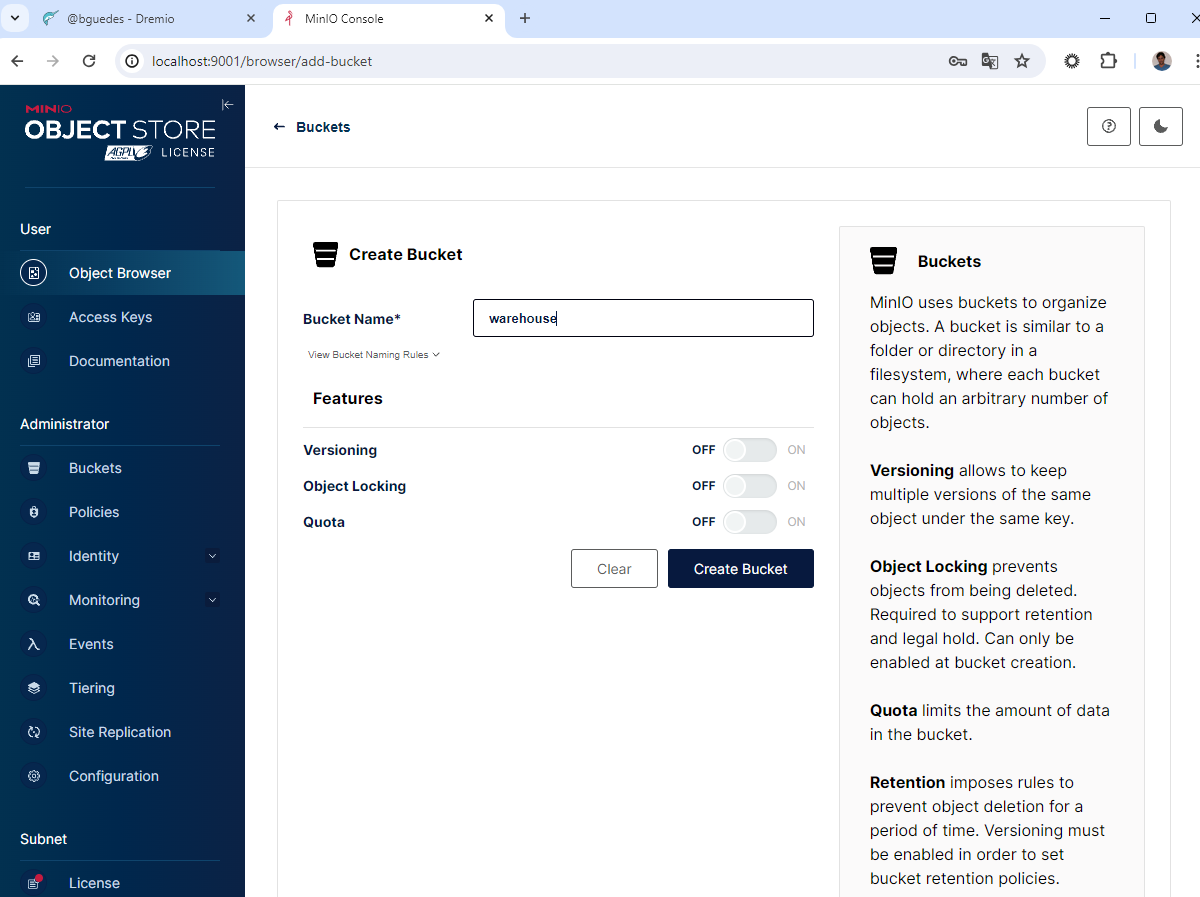 @bguedes - Dremio
MinIO Console
localhost:9001/browser/add-bucket
MINIO
OBJECT STORE
AGPLv3 LICENSE
User
Object Browser
Access Keys
Documentation
Administrator
Buckets
Policies
Identity
Monitoring
Events
Tiering
Site Replication
Configuration
Subnet
License
Buckets
Create Bucket
Bucket Name*
warehouse
View Bucket Naming Rules
Features
Versioning OFF ON
Object Locking OFF ON
Quota OFF ON
Clear
Create Bucket
Buckets
MinIO uses buckets to organize
objects. A bucket is similar to a
folder or directory in a
filesystem, where each bucket
can hold an arbitrary number of
objects.
Versioning allows to keep
multiple versions of the same
object under the same key.
Object Locking prevents
objects from being deleted.
Required to support retention
and legal hold. Can only be
enabled at bucket creation.
Quota limits the amount of data
in the bucket.
Retention imposes rules to
prevent object deletion for a
period of time. Versioning must
be enabled in order to set
bucket retention policies.